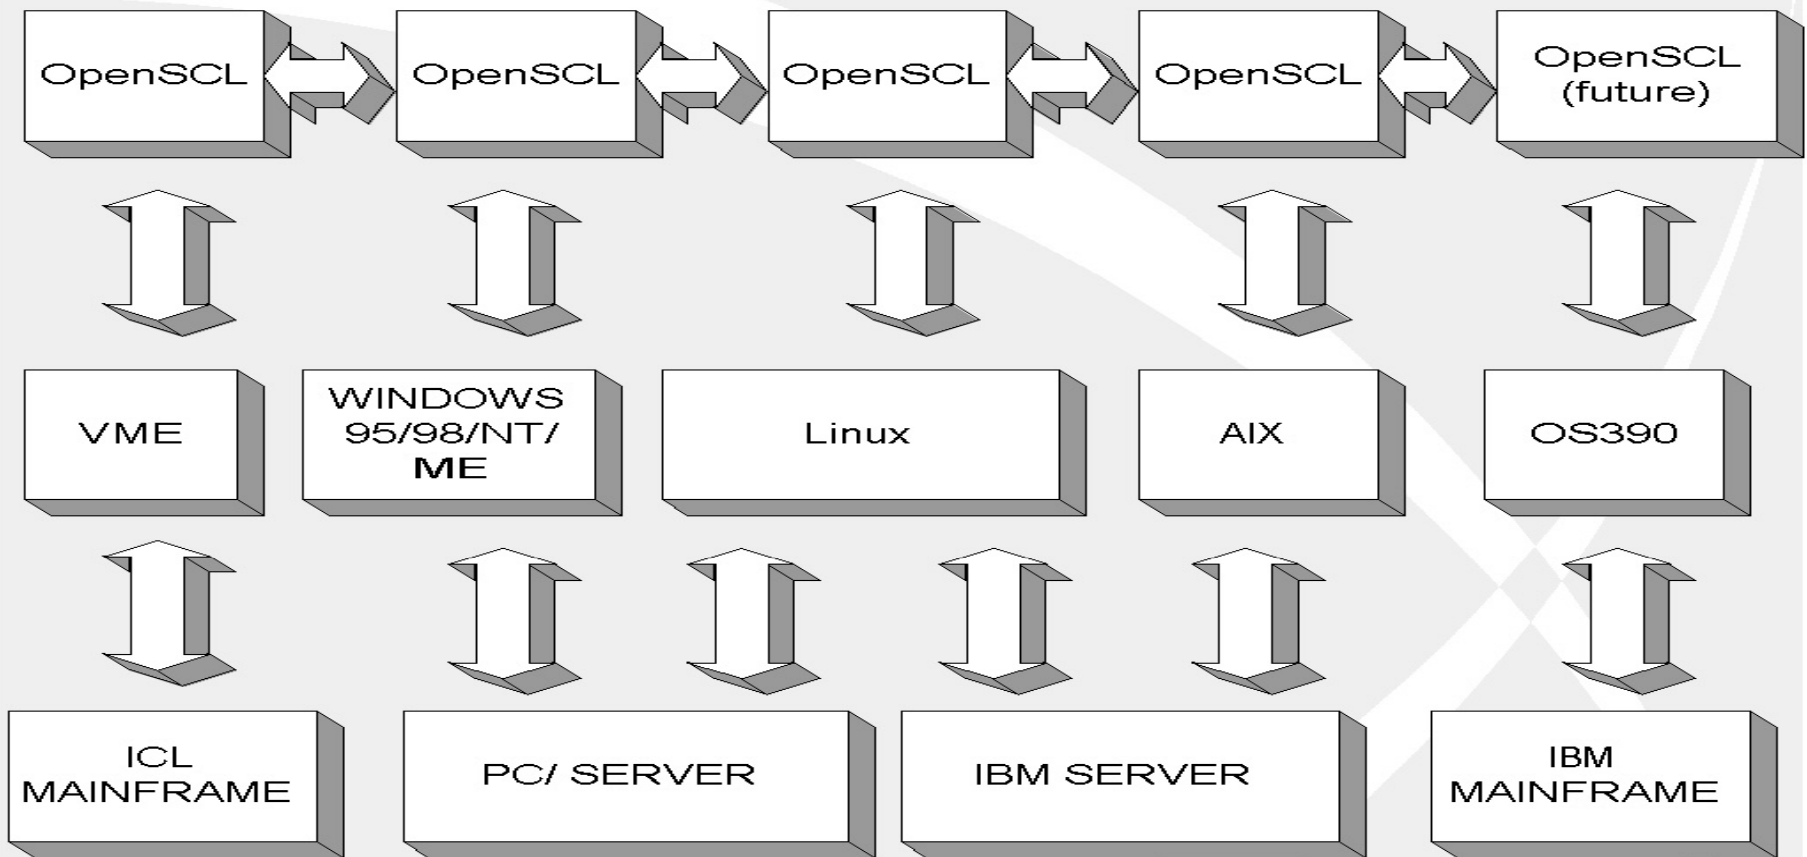 OpenSCL
OpenSCL
OpenSCL
OpenSCL
OpenSCL
(future)
VME
WINDOWS
95/98/NT/
ME
Linux
AIX
OS390
ICL
MAINFRAME
PC/ SERVER
IBM SERVER
IBM
MAINFRAME